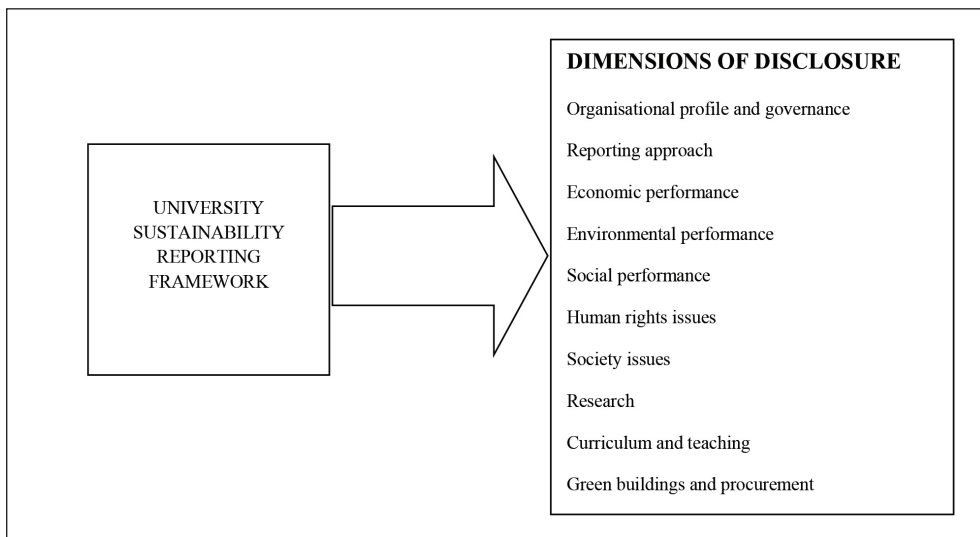 UNIVERSITY
SUSTAINABILITY
REPORTING
FRAMEWORK
DIMENSIONS OF DISCLOSURE
Organisational profile and governance
Reporting approach
Economic performance
Environmental performance
Social performance
Human rights issues
Society issues
Research
Curriculum and teaching
Green buildings and procurement